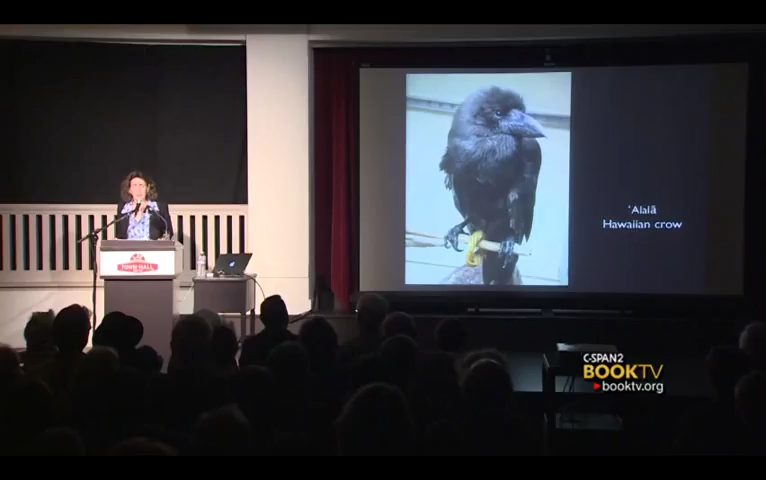 'Alalā
Hawaiian crow
TOWN HALL
C-SPAN2
BOOKTV
booktv.org